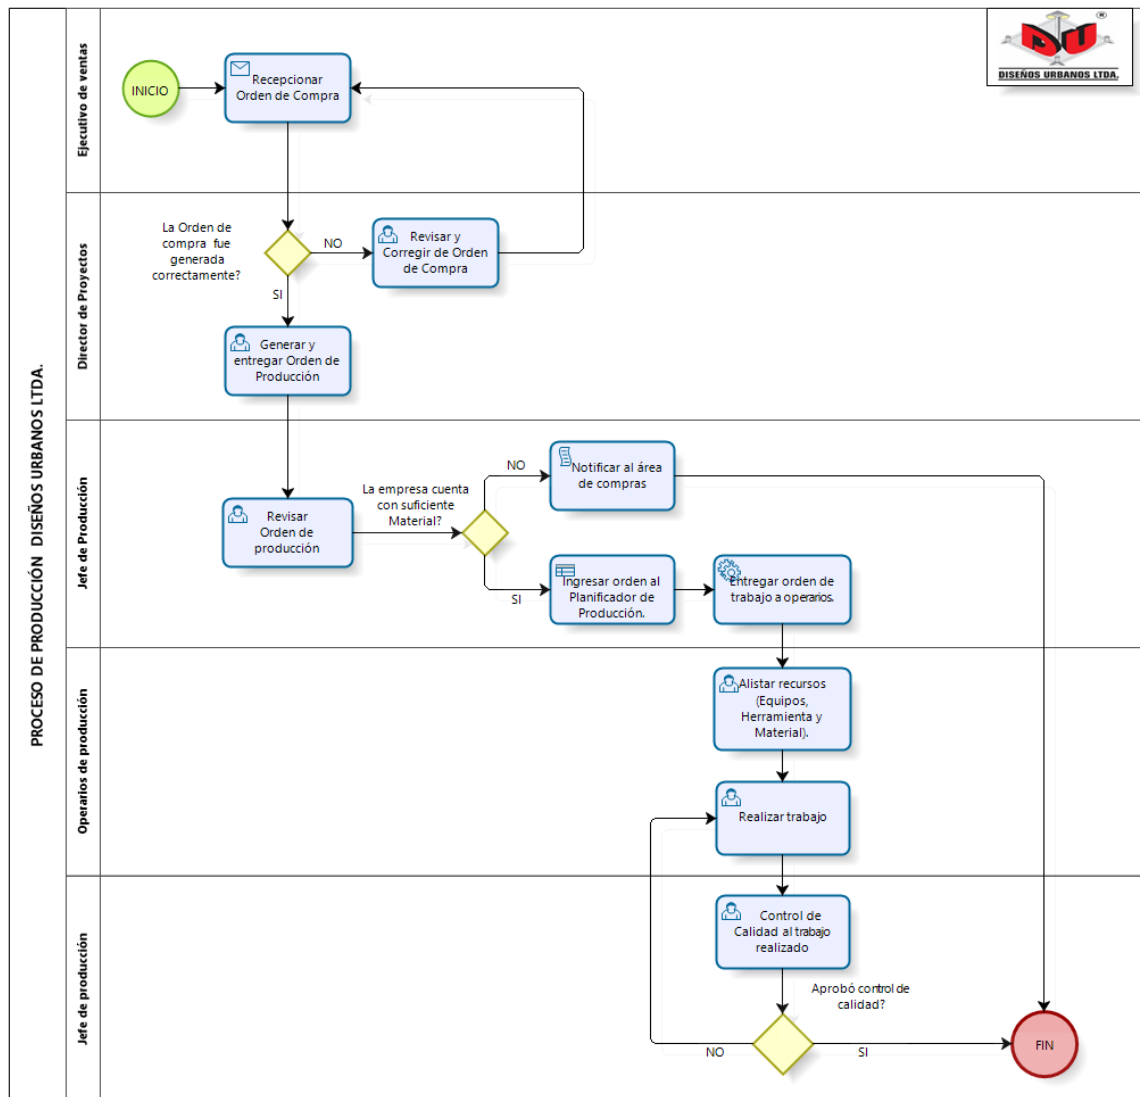 PROCESO DE PRODUCCIÓN DISEÑOS URBANOS LTDA.
Ejecutivo de ventas
DU
®
DISEÑOS URBANOS LTDA.
INICIO
Recepcionar
Orden de Compra
Director de Proyectos
La Orden de
compra fue
generada
correctamente?
NO
Revisar y
Corregir de Orden
de Compra
SI
Generar y
entregar Orden de
Producción
Jefe de Producción
Revisar
Orden de
producción
La empresa cuenta
con suficiente
Material?
NO
Notificar al área
de compras
SI
Ingresar orden al
Planificador de
Producción.
Entregar orden de
trabajo a operarios.
Operarios de producción
Alistar recursos
(Equipos,
Herramienta y
Material).
Realizar trabajo
Jefe de producción
Control de
Calidad al trabajo
realizado
Aprobó control de
calidad?
NO
SI
FIN